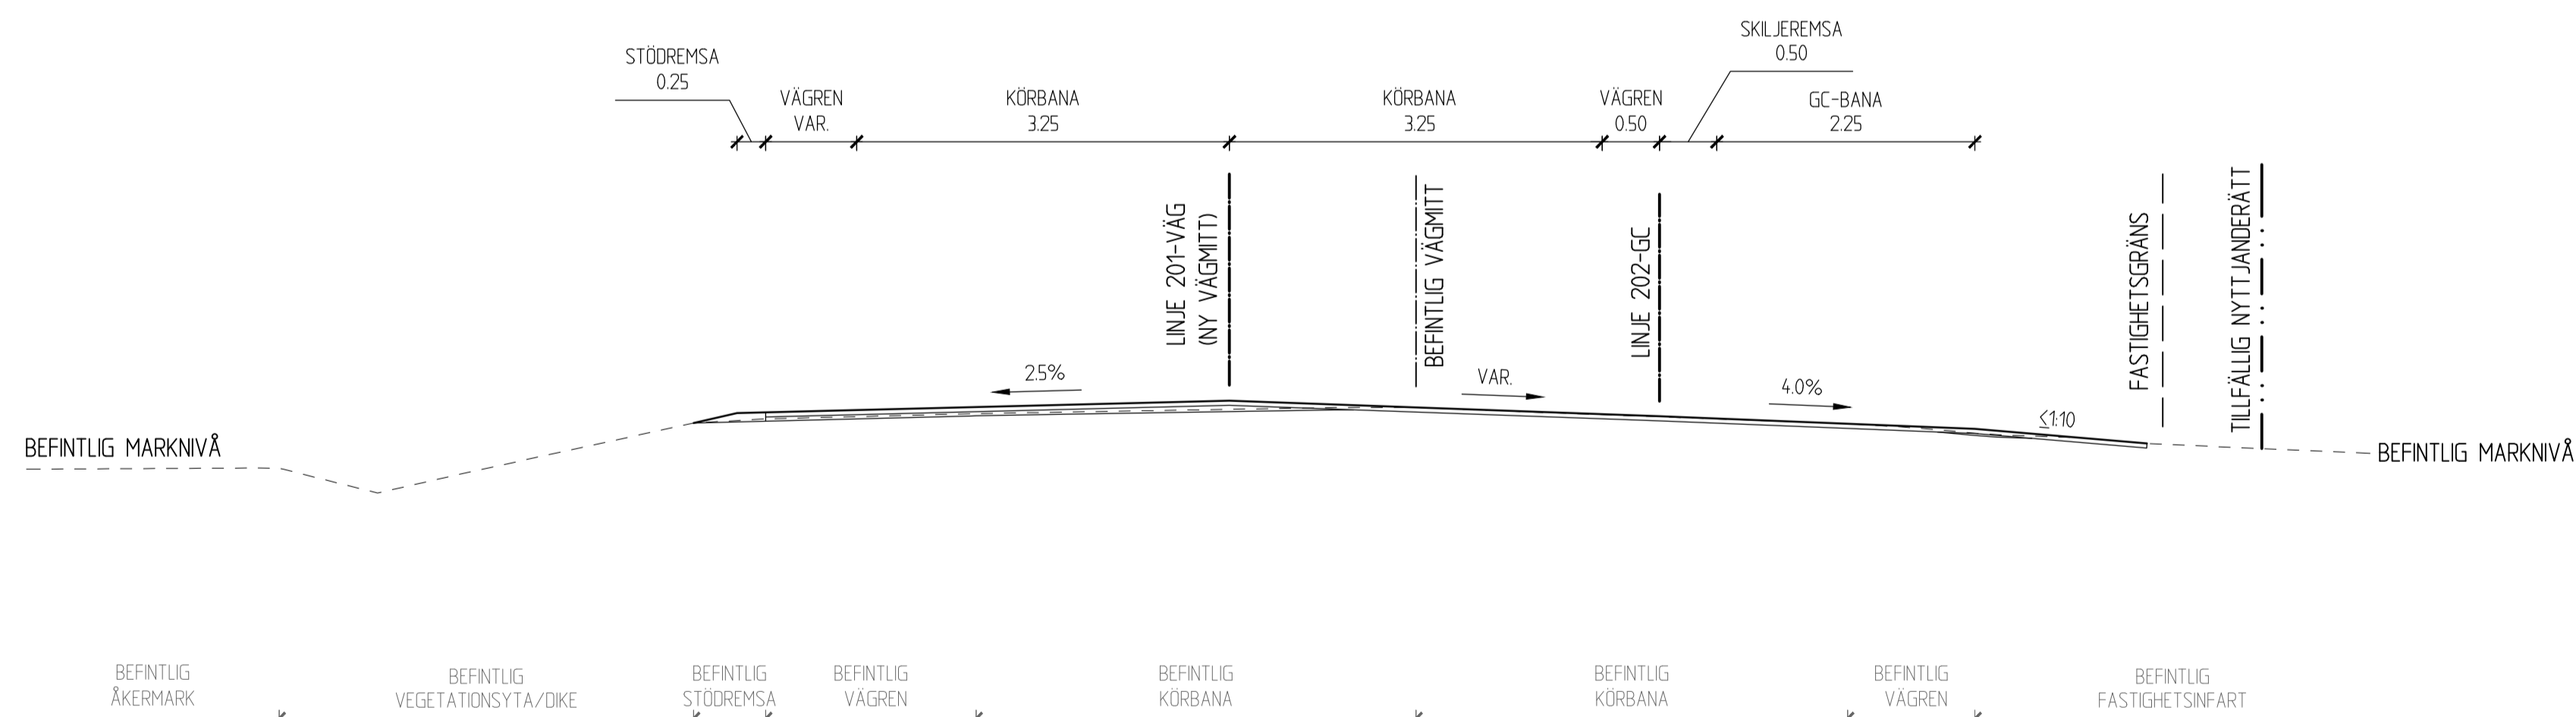 STÖDREMSA
0.25
VÄGREN
VAR.
KÖRBANA
3.25
KÖRBANA
3.25
VÄGREN
0.50
SKILJEREMSA
0.50
GC-BANA
2.25
LINJE 201-VÄG
(NY VÄGMITT)
BEFINTLIG VÄGMITT
LINJE 202-GC
FASTIGHETSGRÄNS
TILLFÄLLIG NYTTJANDERÄTT
2.5%
VAR.
4.0%
≤1:10
BEFINTLIG MARKNIVÅ
BEFINTLIG MARKNIVÅ
BEFINTLIG
ÅKERMARK
BEFINTLIG
VEGETATIONSYTA/DIKE
BEFINTLIG
STÖDREMSA
BEFINTLIG
VÄGREN
BEFINTLIG
KÖRBANA
BEFINTLIG
KÖRBANA
BEFINTLIG
VÄGREN
BEFINTLIG
FASTIGHETSINFART